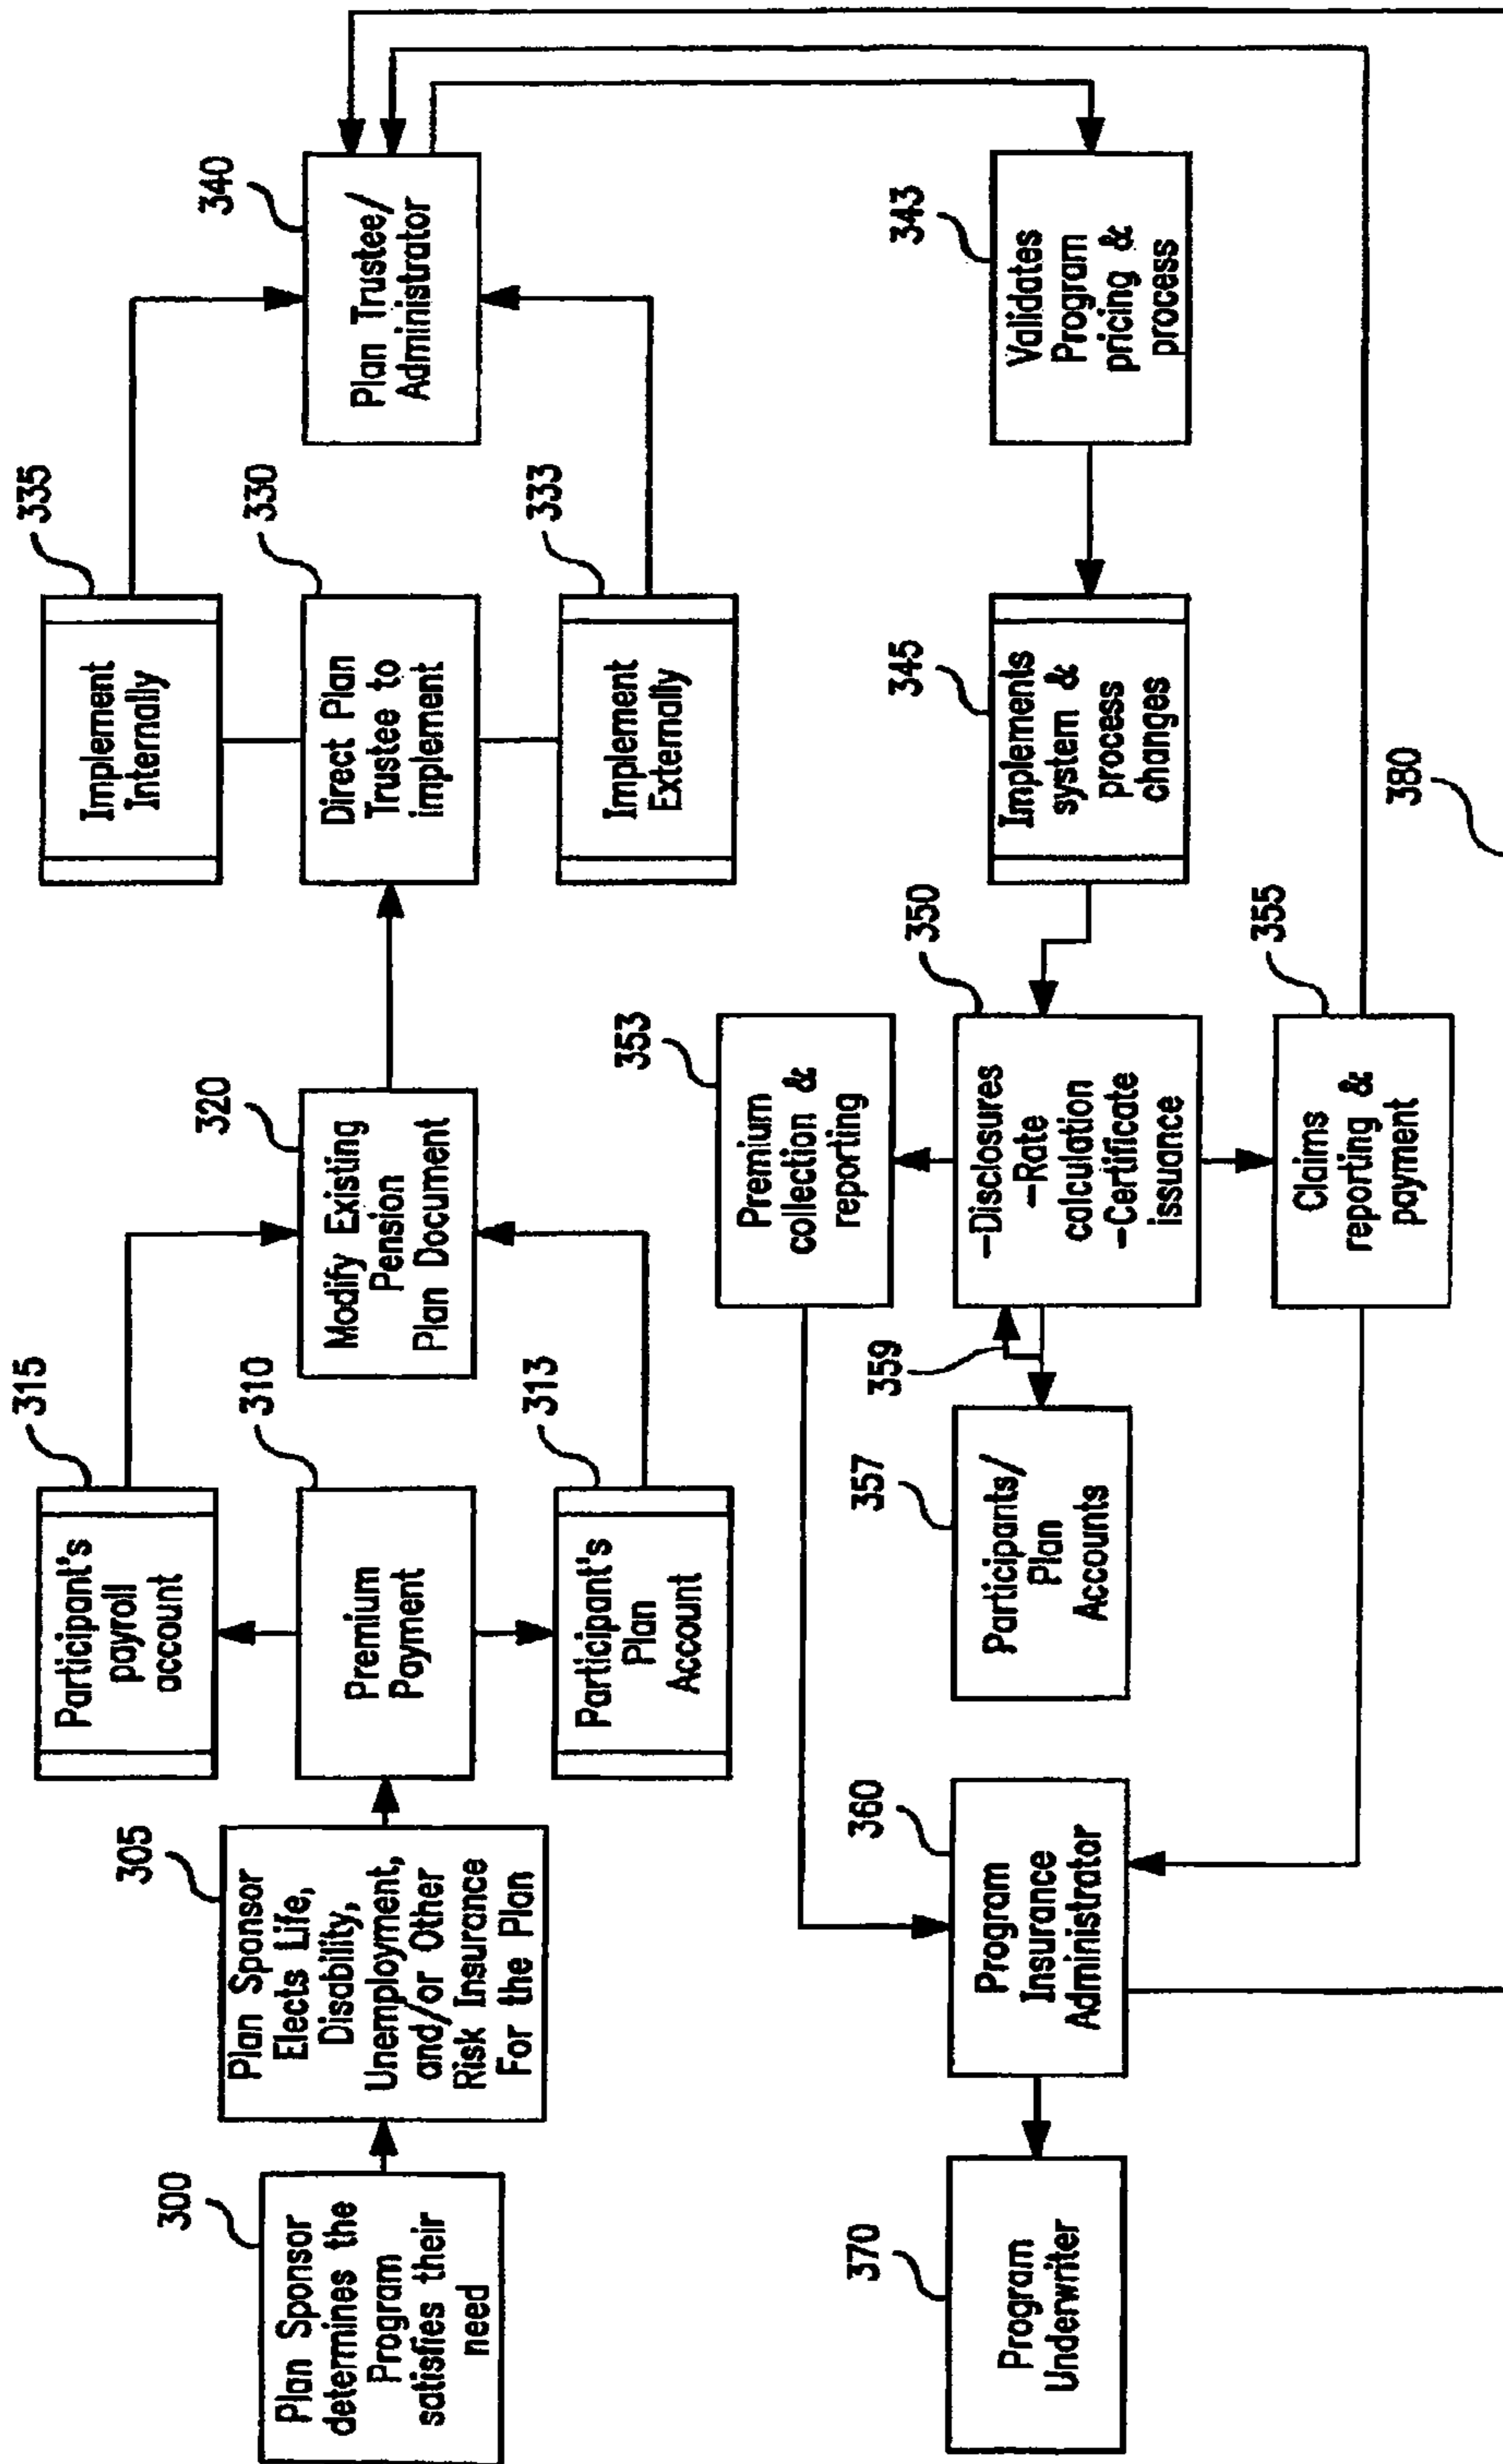 300
Plan Sponsor
determines the
Program
satisfies their
need
305
Plan Sponsor
Elects Life,
Disability,
Unemployment,
and/or Other
Risk Insurance
For the Plan
315
Participant's
payroll
account
310
Premium
Payment
313
Participant's
Plan
Account
320
Modify Existing
Pension
Plan Document
335
Implement
Internally
330
Direct Plan
Trustee to
implement
333
Implement
Externally
340
Plan Trustee/
Administrator
370
Program
Underwriter
360
Program
Insurance
Administrator
357
Participants/
Plan
Accounts
359
353
Premium
collection &
reporting
350
-Disclosures
-Rate
calculation
-Certificate
issuance
355
Claims
reporting &
payment
345
Implements
system &
process
changes
343
Validates
Program
pricing &
process
380